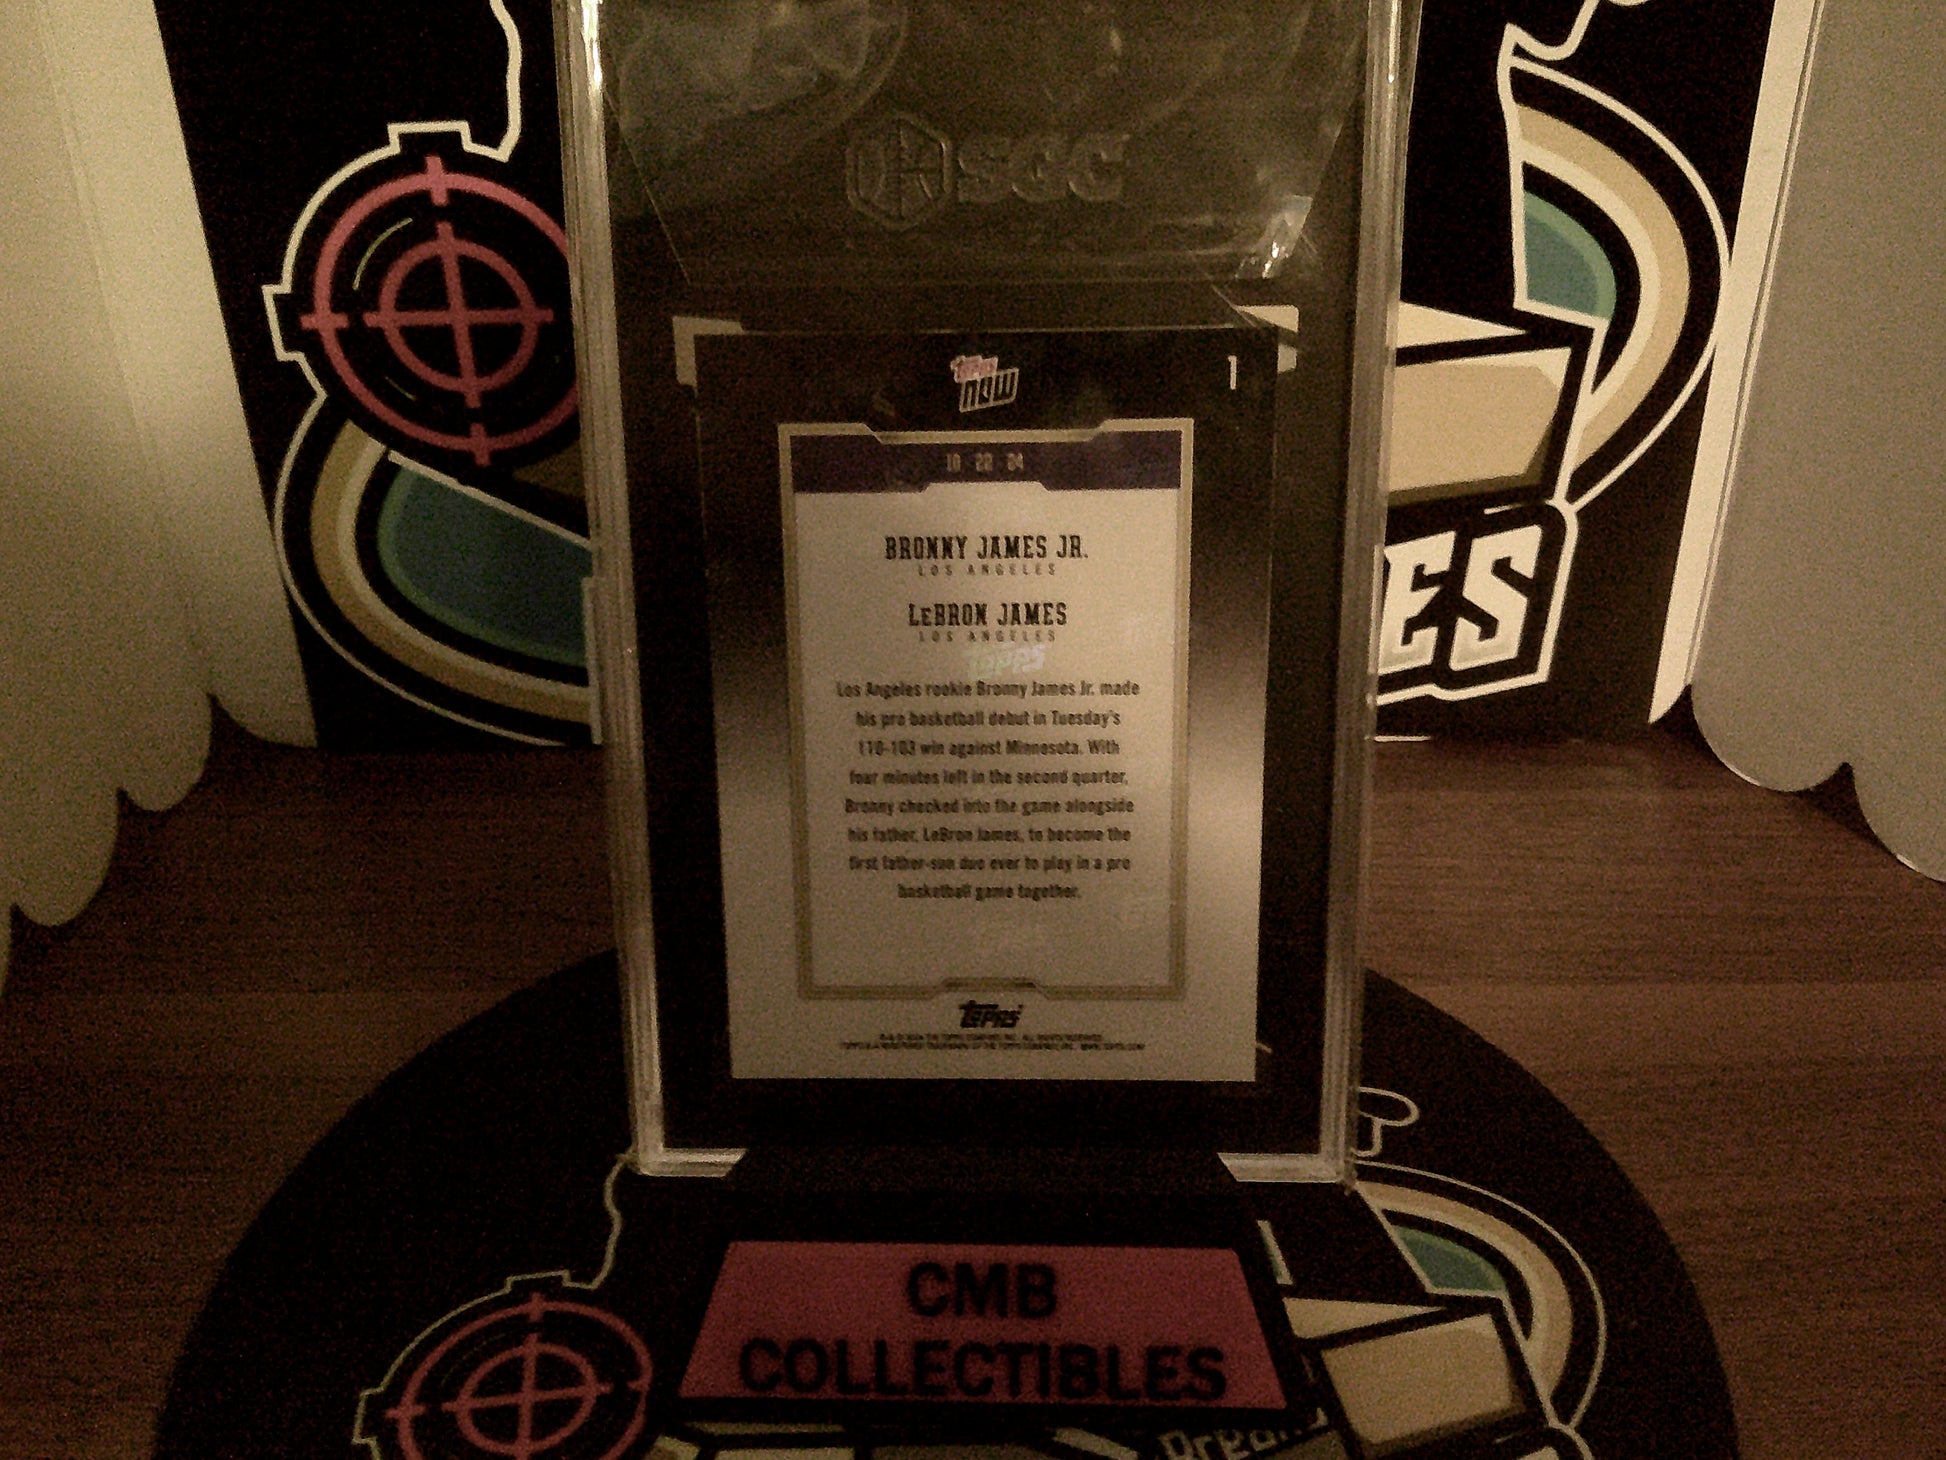 SGC
topps
now
1
10 22 24
BRONNY JAMES JR.
LOS ANGELES
LeBRON JAMES
LOS ANGELES
topps
Los Angeles rookie Bronny James Jr. made
his pro basketball debut in Tuesday's
110-103 win against Minnesota. With
four minutes left in the second quarter,
Bronny checked into the game alongside
his father, LeBron James, to become the
first father-son duo ever to play in a pro
basketball game together.
topps
ES
CMB
COLLECTIBLES